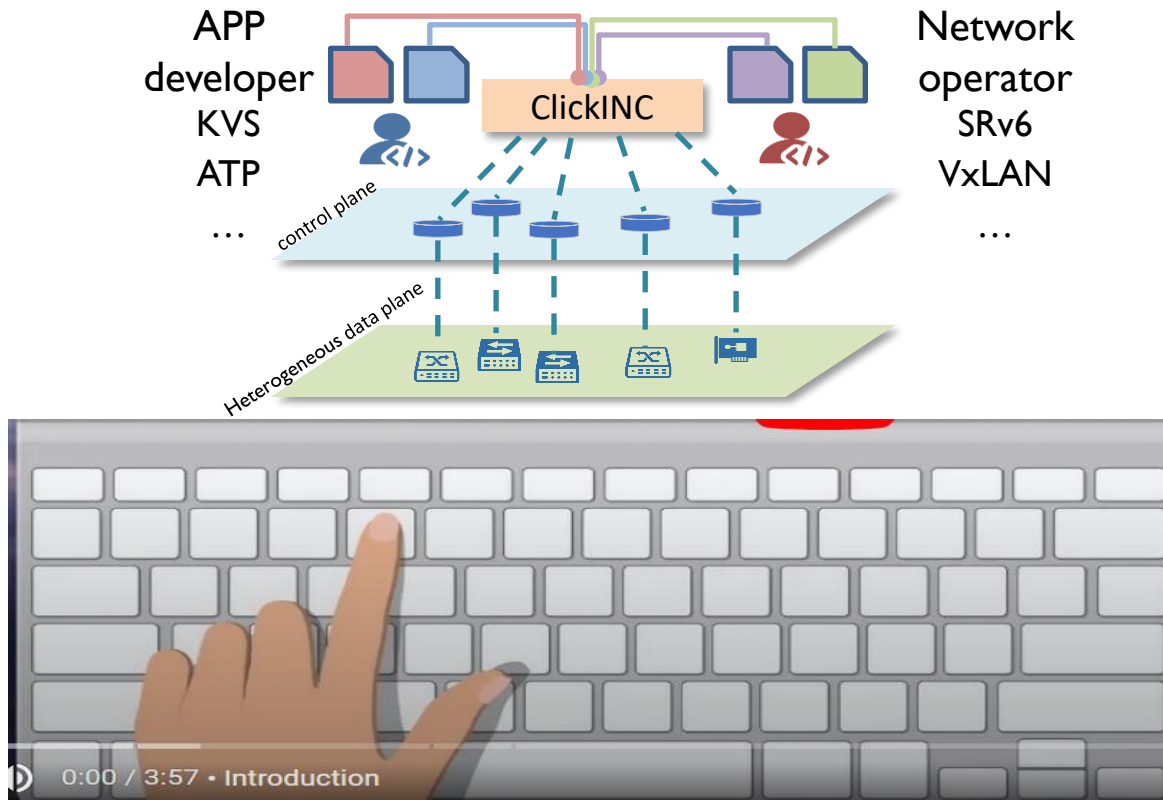 APP
developer
KVS
ATP
...
ClickINC
Network
operator
SRv6
VxLAN
...
control plane
Heterogeneous data plane
0:00 / 3:57 • Introduction